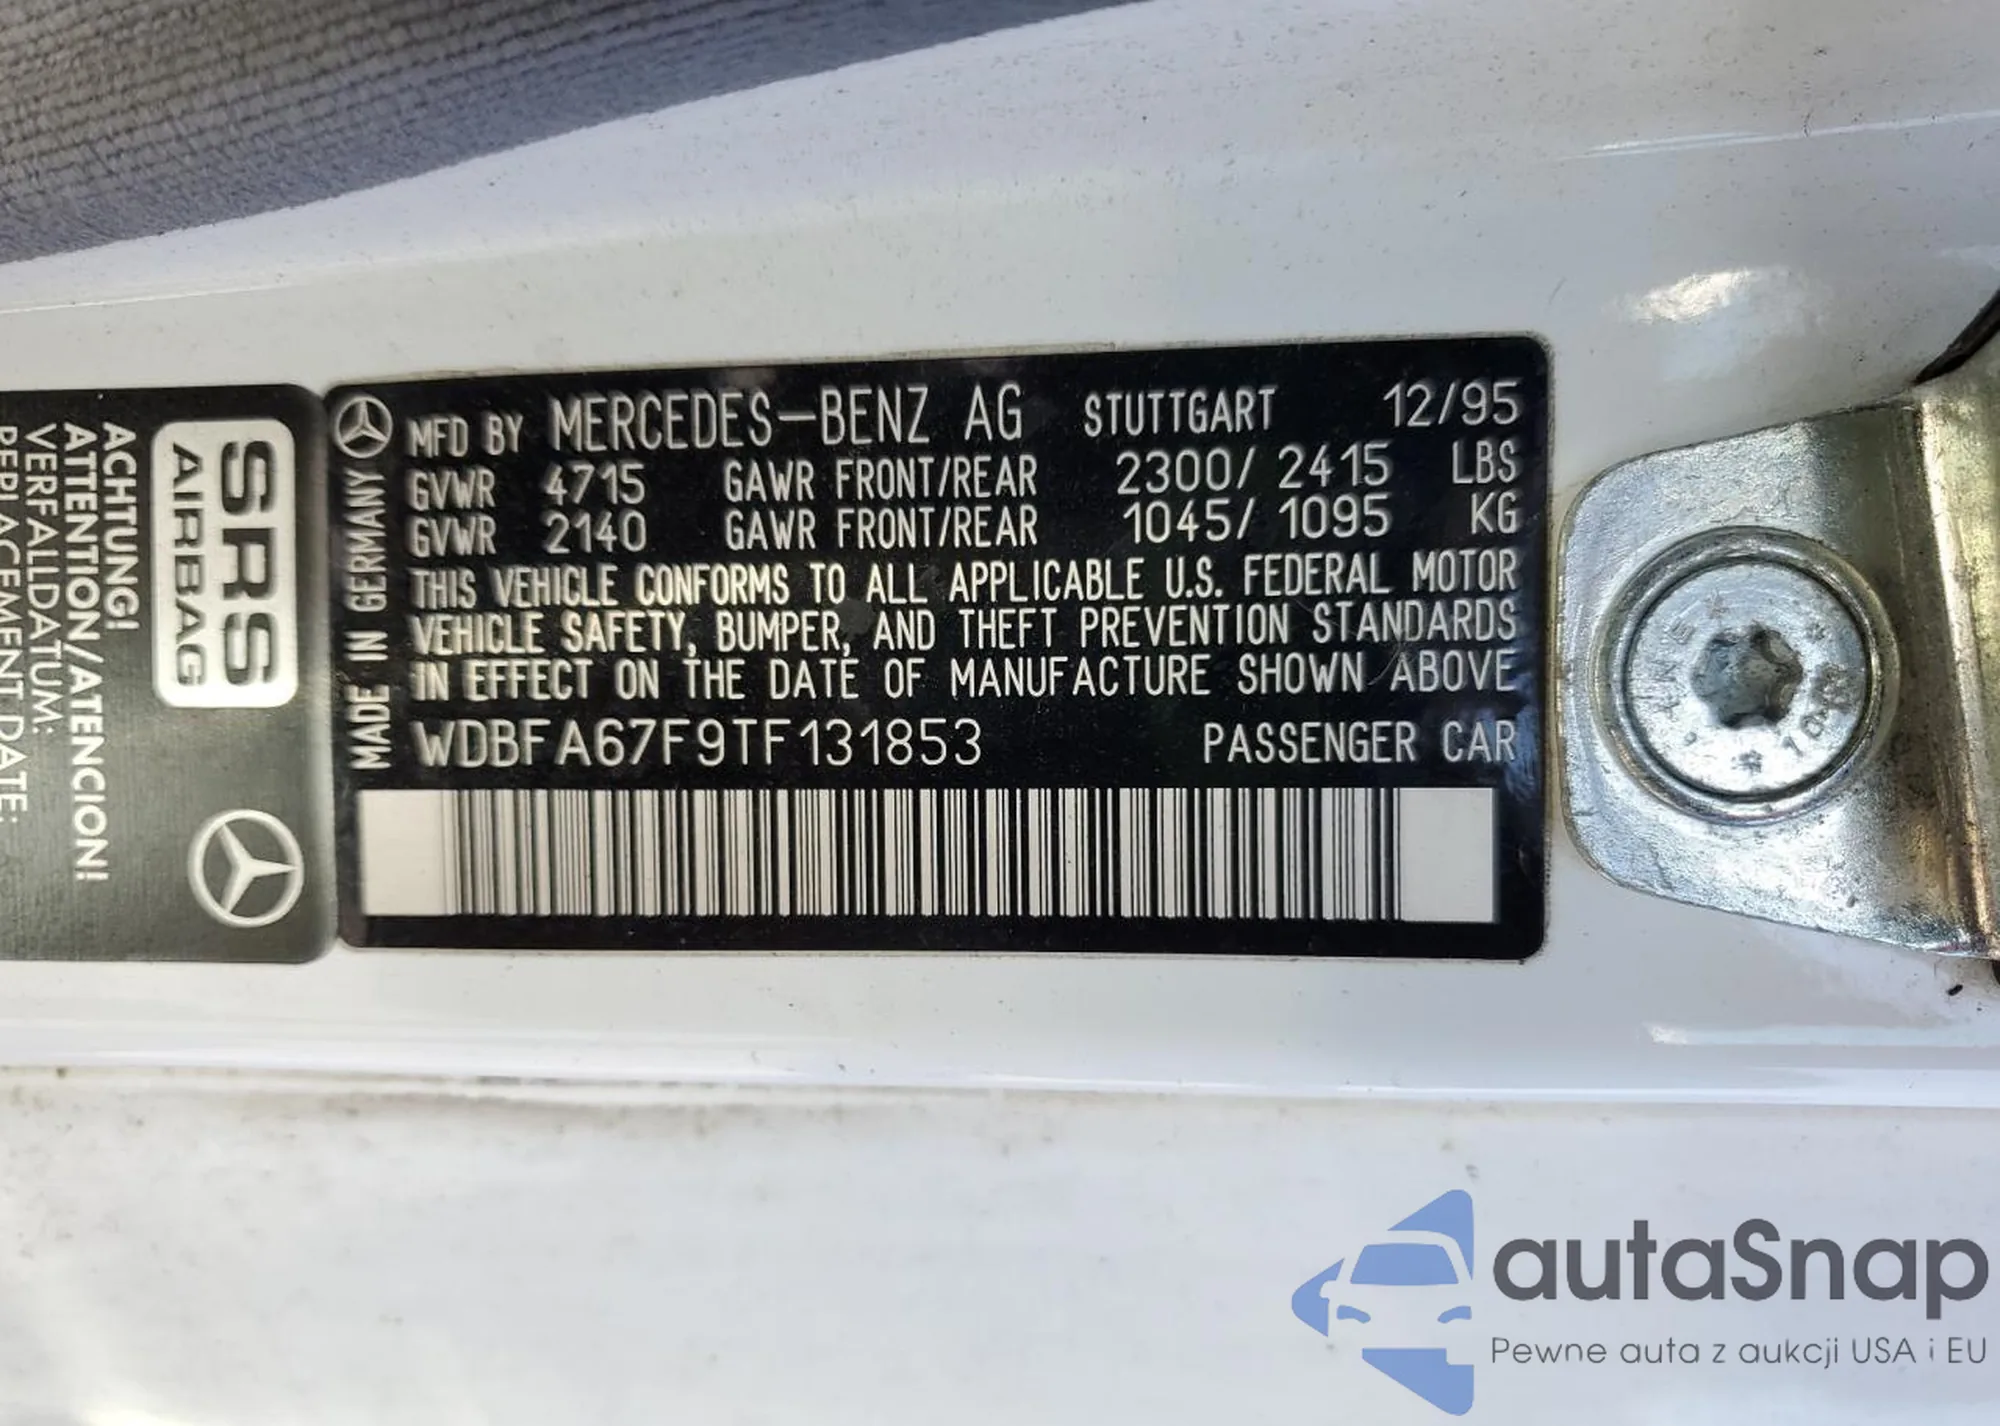 MFD BY MERCEDES-BENZ AG STUTTGART 12/95
GVWR 4715 GAWR FRONT/REAR 2300/ 2415 LBS
GVWR 2140 GAWR FRONT/REAR 1045/ 1095 KG
THIS VEHICLE CONFORMS TO ALL APPLICABLE U.S. FEDERAL MOTOR
VEHICLE SAFETY, BUMPER, AND THEFT PREVENTION STANDARDS
IN EFFECT ON THE DATE OF MANUFACTURE SHOWN ABOVE
WDBFA67F9TF131853 PASSENGER CAR
MADE IN GERMANY
SRS
AIRBAG
ACHTUNG!
ATTENTION/ATENCION!
VERFALLDATUM:
REPLACEMENT DATE:
autaSnap
Pewne auta z aukcji USA i EU